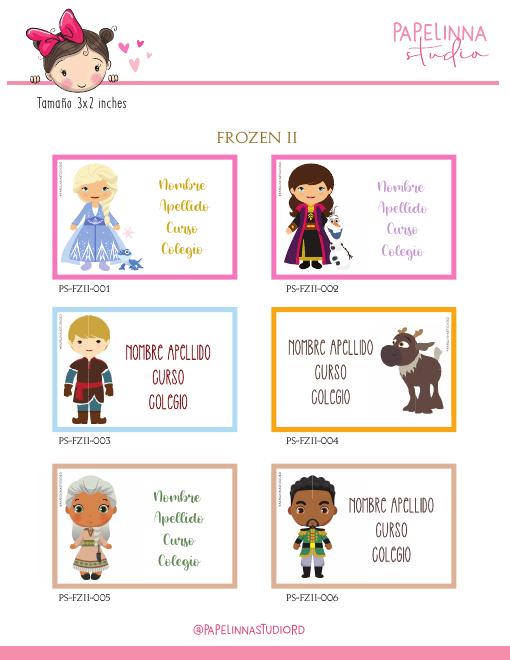 PAPELINNA
studio
Tamaño 3x2 inches
FROZEN II
Nombre
Apellido
Curso
Colegio
PS-FZII-001
Nombre
Apellido
Curso
Colegio
PS-FZII-002
NOMBRE APELLIDO
CURSO
COLEGIO
PS-FZII-003
NOMBRE APELLIDO
CURSO
COLEGIO
PS-FZII-004
Nombre
Apellido
Curso
Colegio
PS-FZII-005
NOMBRE APELLIDO
CURSO
COLEGIO
PS-FZII-006
@PAPELINNASTUDIORD